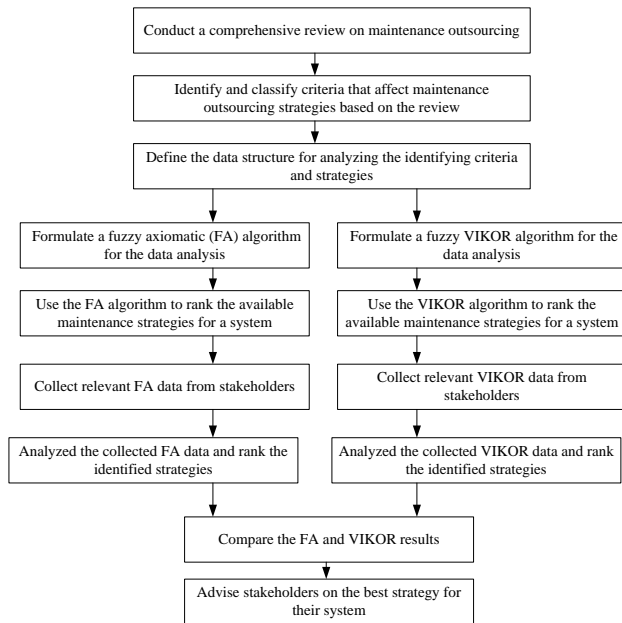 Conduct a comprehensive review on maintenance outsourcing
Identify and classify criteria that affect maintenance
outsourcing strategies based on the review
Define the data structure for analyzing the identifying criteria
and strategies
Formulate a fuzzy axiomatic (FA) algorithm
for the data analysis
Use the FA algorithm to rank the available
maintenance strategies for a system
Collect relevant FA data from stakeholders
Analyzed the collected FA data and rank the
identified strategies
Formulate a fuzzy VIKOR algorithm for the
data analysis
Use the VIKOR algorithm to rank the
available maintenance strategies for a system
Collect relevant VIKOR data from
stakeholders
Analyzed the collected VIKOR data and rank
the identified strategies
Compare the FA and VIKOR results
Advise stakeholders on the best strategy for
their system